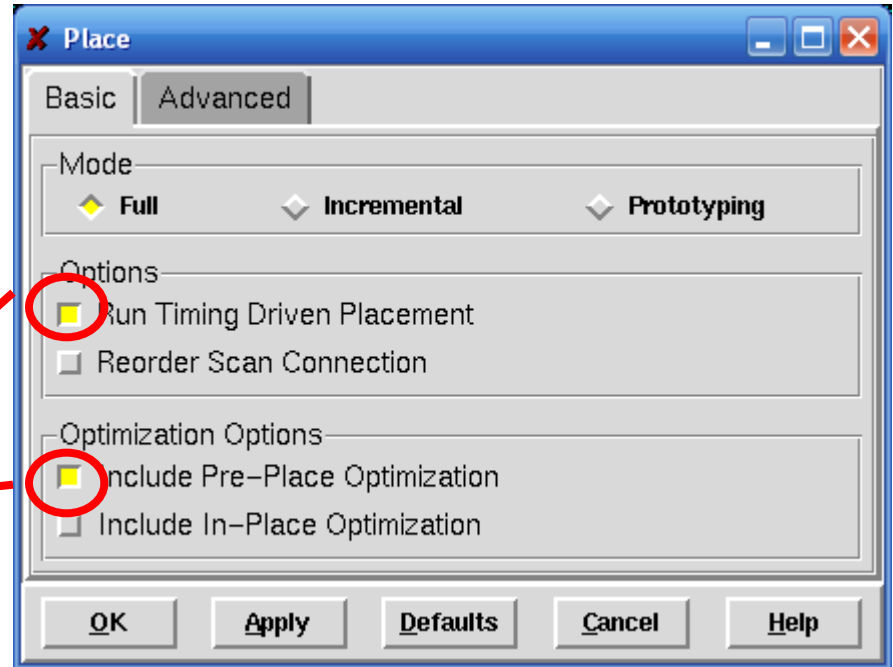 Place
Basic Advanced
Mode
Full Incremental Prototyping
Options
Run Timing Driven Placement
Reorder Scan Connection
Optimization Options
Include Pre-Place Optimization
Include In-Place Optimization
OK Apply Defaults Cancel Help